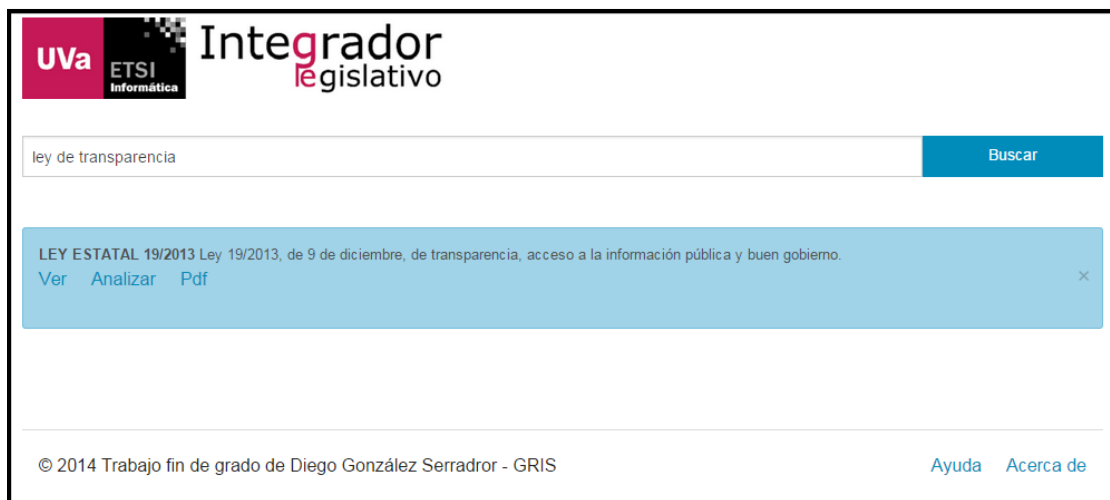 UVa
ETSI
Informática
Integrador
legislativo
ley de transparencia
Buscar
LEY ESTATAL 19/2013 Ley 19/2013, de 9 de diciembre, de transparencia, acceso a la información pública y buen gobierno.
Ver Analizar Pdf
×
© 2014 Trabajo fin de grado de Diego González Serradror - GRIS
Ayuda Acerca de